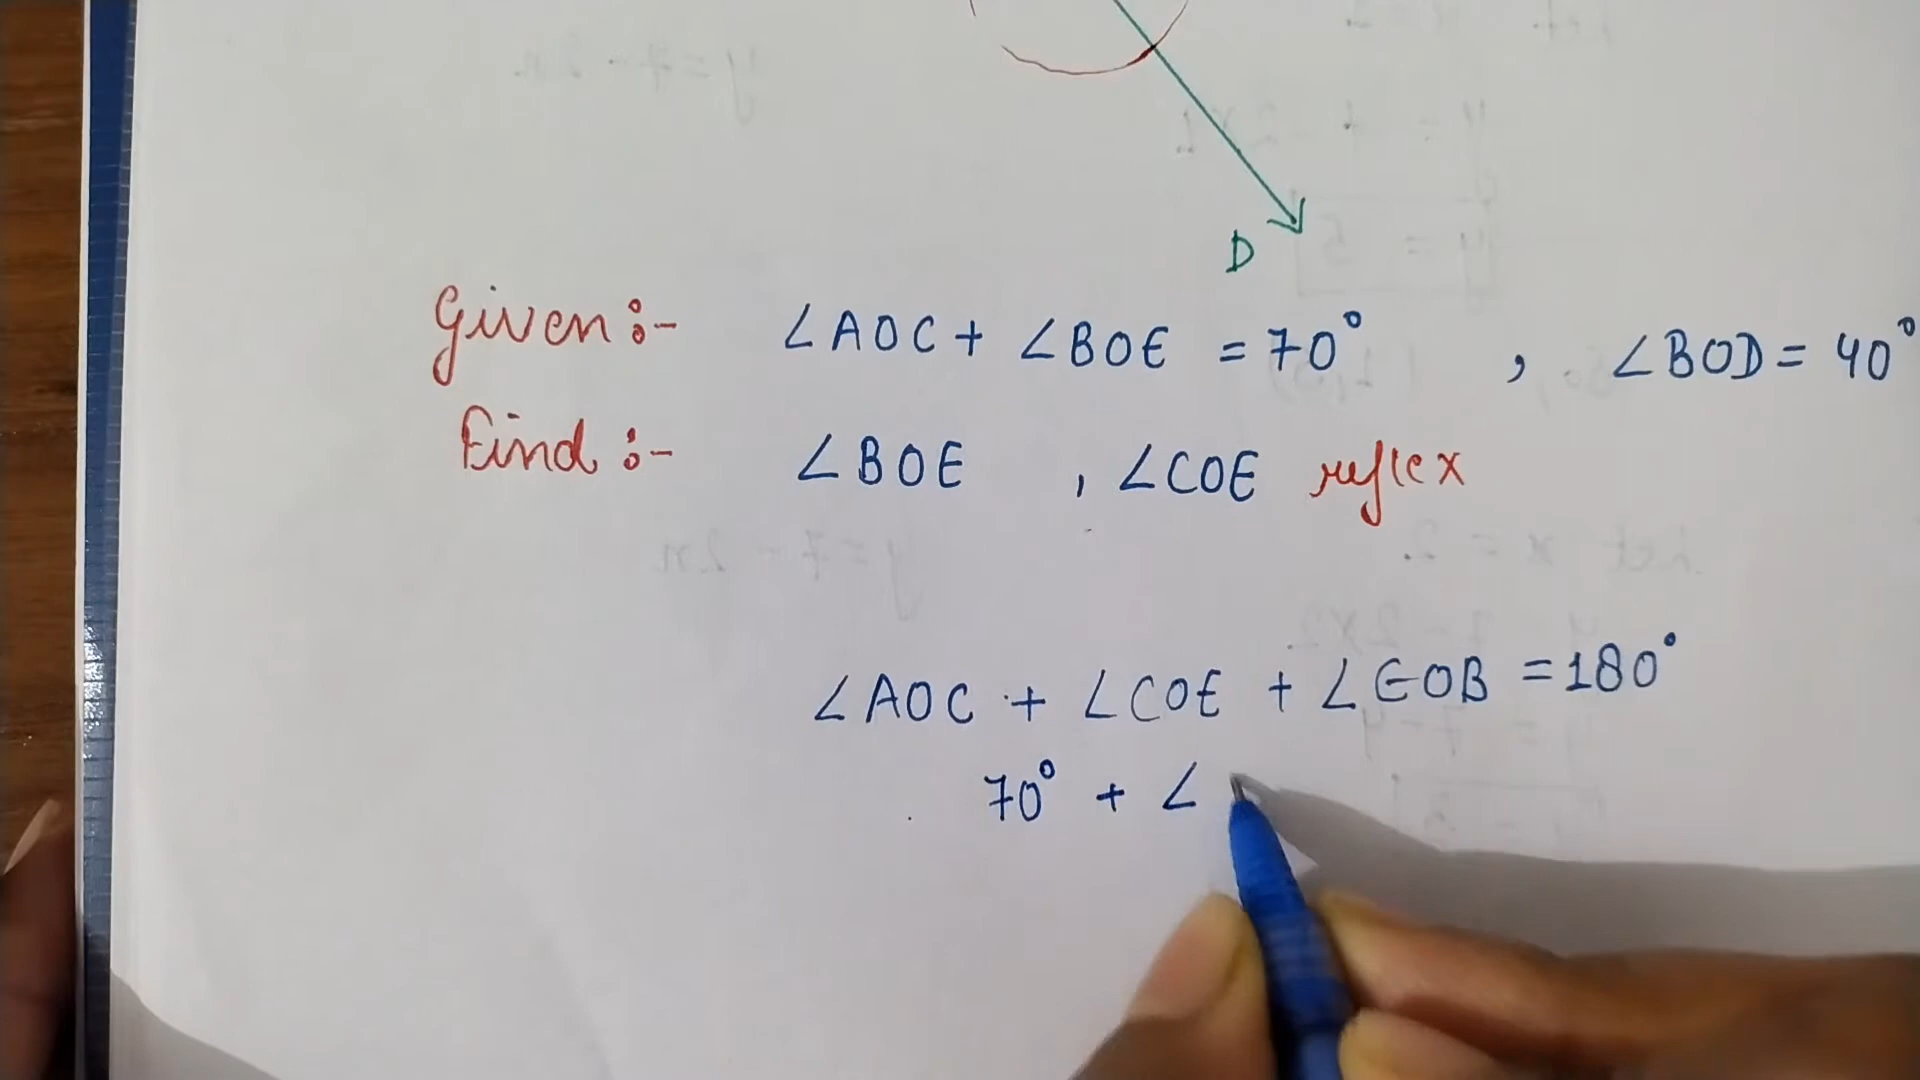 D
Given :- ∠AOC + ∠BOE = 70° , ∠BOD = 40°
Find :- ∠BOE , ∠COE reflex
∠AOC + ∠COE + ∠EOB = 180°
70° + ∠